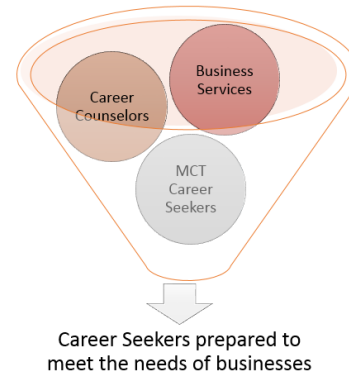 Business
Services
Career
Counselors
MCT
Career
Seekers
Career Seekers prepared to
meet the needs of businesses